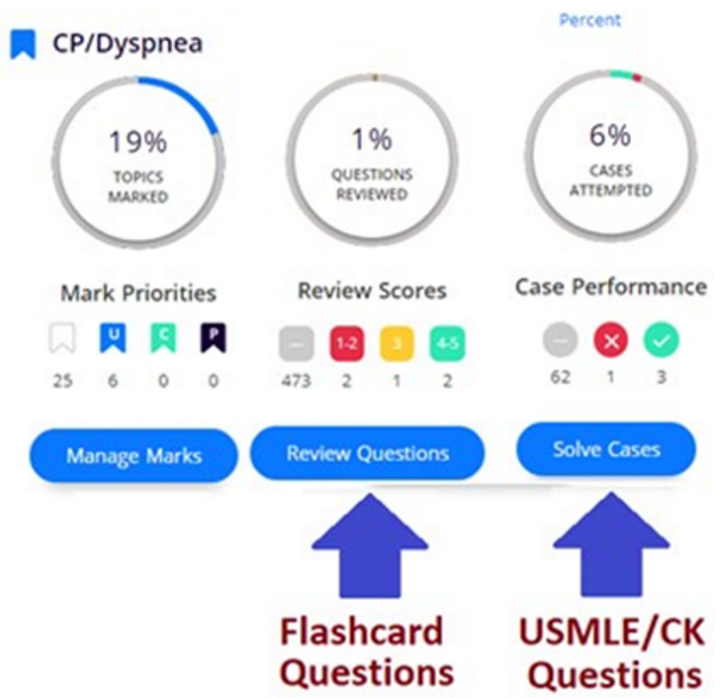 Percent
CP/Dyspnea
19%
TOPICS
MARKED
1%
QUESTIONS
REVIEWED
6%
CASES
ATTEMPTED
Mark Priorities
Review Scores
Case Performance
U C P
1-2 3 4-5
25 6 0 0
473 2 1 2
62 1 3
Manage Marks
Review Questions
Solve Cases
Flashcard
Questions
USMLE/CK
Questions